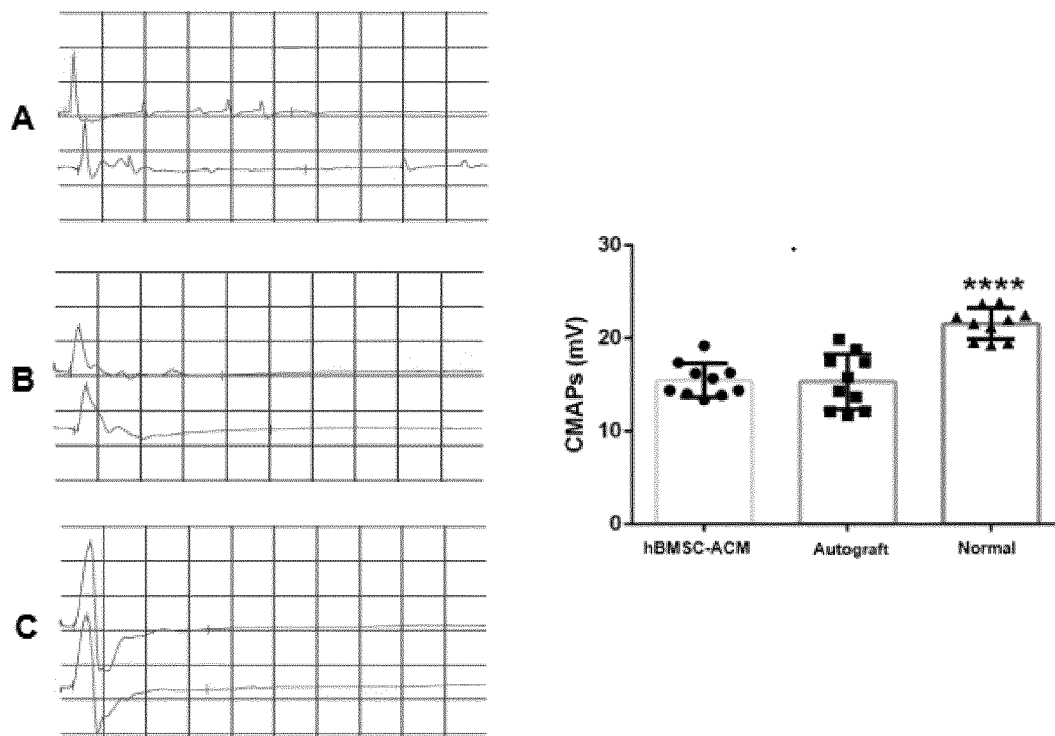 A
B
C
CMAPs (mV)
30
20
10
0
****
hBMSC-ACM
Autograft
Normal